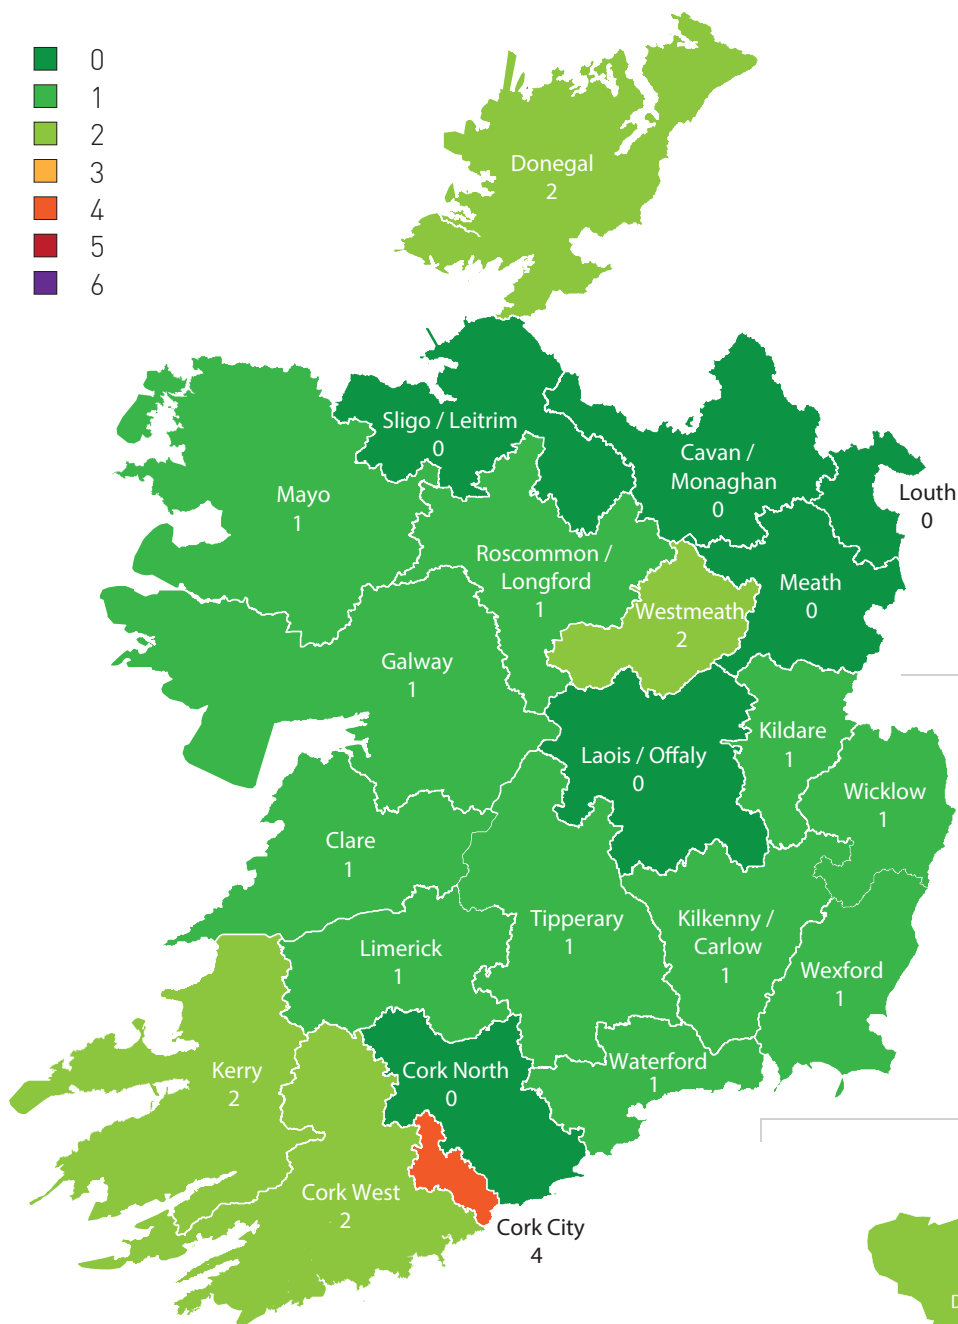 0
1
2
3
4
5
6
Donegal
2
Sligo / Leitrim
0
Cavan /
Monaghan
0
Louth
0
Mayo
1
Roscommon /
Longford
1
Meath
0
Westmeath
2
Galway
1
Kildare
1
Laois / Offaly
0
Wicklow
1
Clare
1
Tipperary
1
Kilkenny /
Carlow
1
Limerick
1
Wexford
1
Kerry
2
Cork North
0
Waterford
1
Cork West
2
Cork City
4
D